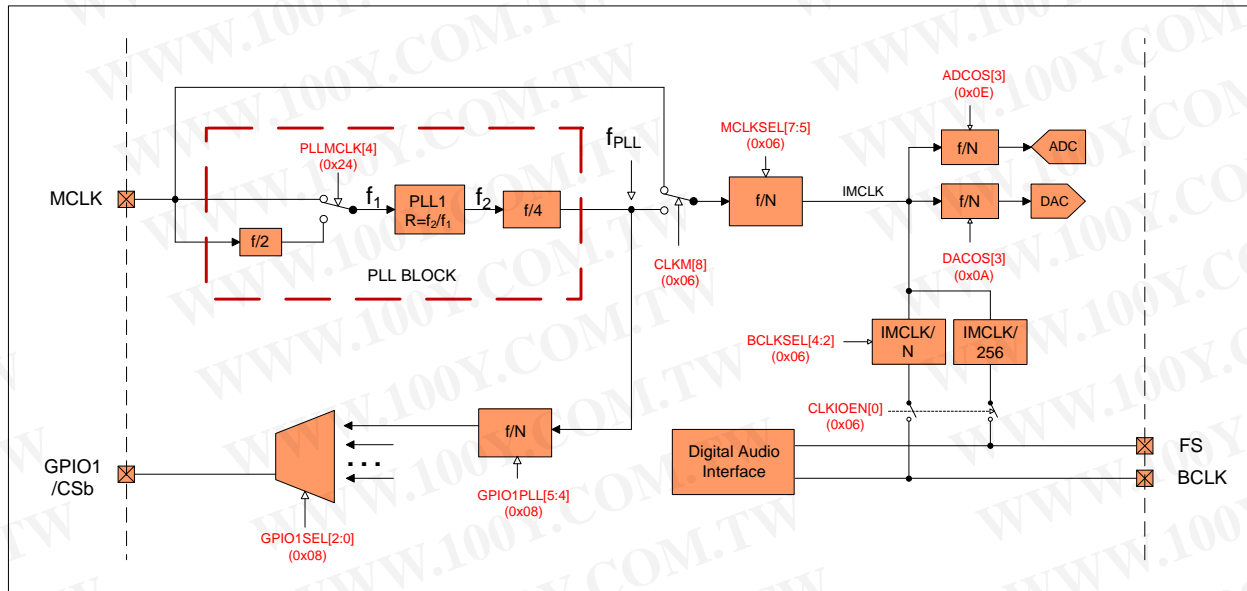 WWW.100Y.COM.TW
MCLK
PLLMCLK[4]
(0x24)
f1
PLL1
R=f2/f1
f2
f/4
f/2
PLL BLOCK
fPLL
CLKM[8]
(0x06)
MCLKSEL[7:5]
(0x06)
f/N
IMCLK
ADCOS[3]
(0x0E)
f/N
ADC
f/N
DAC
DACOS[3]
(0x0A)
BCLKSEL[4:2]
(0x06)
IMCLK/
N
IMCLK/
256
CLKIOEN[0]
(0x06)
Digital Audio
Interface
FS
BCLK
GPIO1
/CSb
GPIO1SEL[2:0]
(0x08)
f/N
GPIO1PLL[5:4]
(0x08)